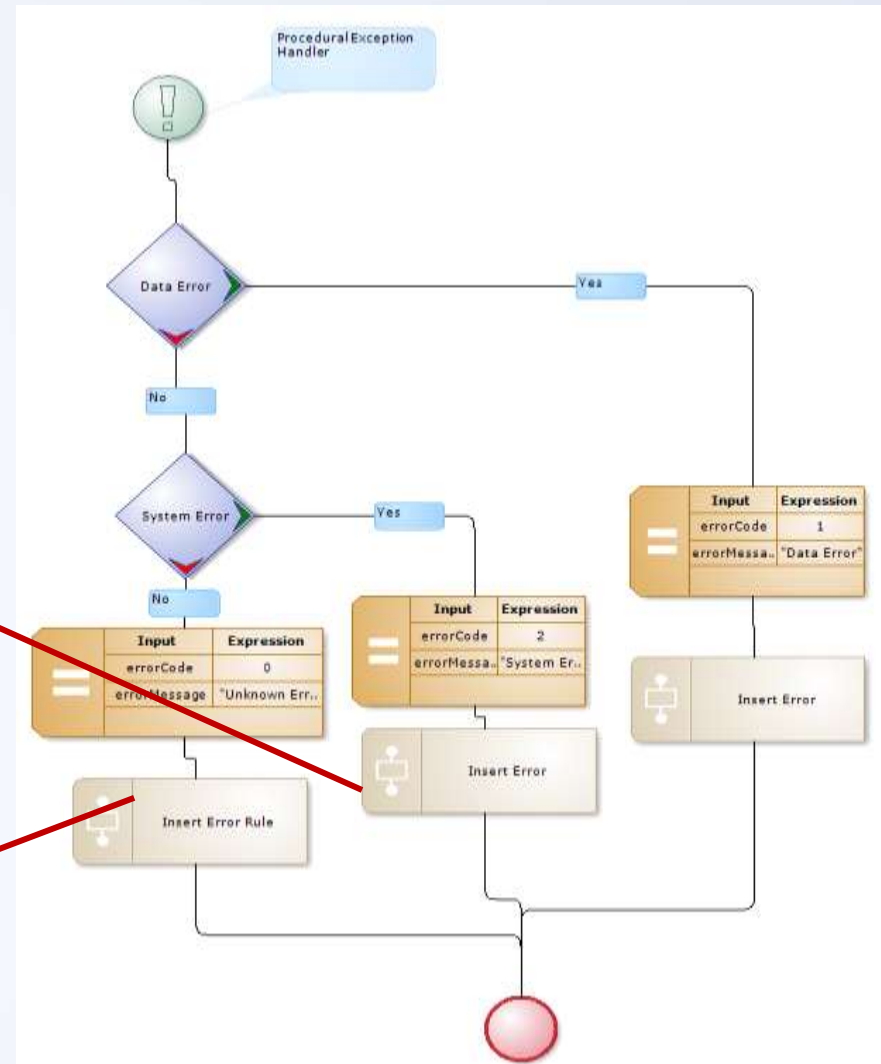 Procedural Exception
Handler
Data Error
Yes
No
System Error
Yes
No
Input Expression
errorCode 1
errorMessa.. "Data Error"
Input Expression
errorCode 2
errorMessa.. "System Er..
Input Expression
errorCode 0
errorMessage "Unknown Err..
Insert Error
Insert Error
Insert Error Rule